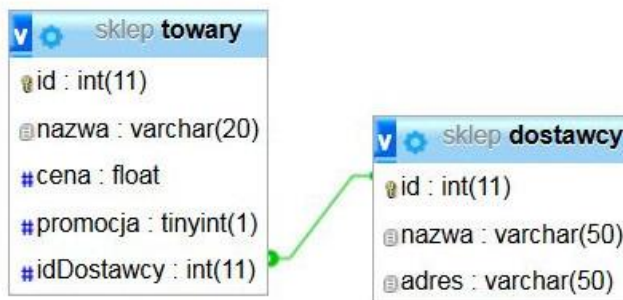 sklep towary
id : int(11)
nazwa : varchar(20)
cena : float
promocja : tinyint(1)
idDostawcy : int(11)
sklep dostawcy
id : int(11)
nazwa : varchar(50)
adres : varchar(50)